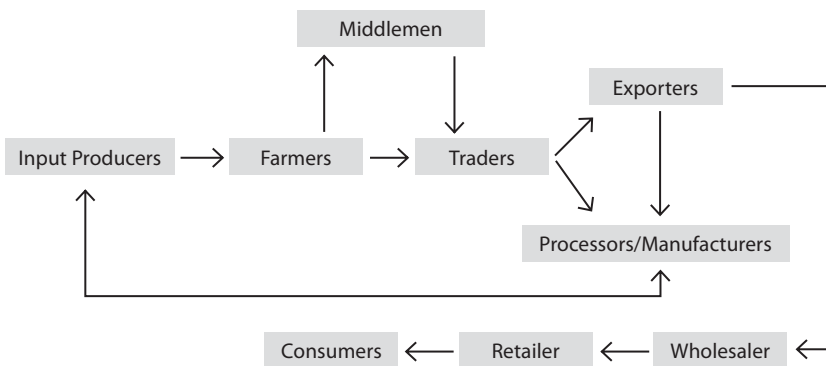 Middlemen
Exporters
Input Producers
Farmers
Traders
Processors/Manufacturers
Consumers
Retailer
Wholesaler